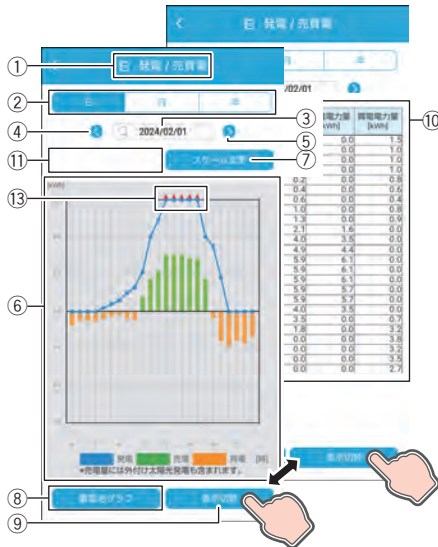 発電 / 売買電
① 日 発電 / 売買電
② 日 月 年
③
④ 2024/02/01 ⑤
/02/01
⑪ スケール変更 ⑦
⑬
[kWh]
⑥
発電 売電 買電 [時]
*売電量には外付け太陽光発電も含まれます。
⑧ 蓄電池グラフ 表示切替
⑨
⑩
電電力量 買電電力量
[kWh] [kWh]
0.0 1.5
0.0 1.0
0.0 1.0
0.0 1.0
0.2 0.0 0.8
0.4 0.0 0.6
0.6 0.0 0.4
1.0 0.0 0.8
1.3 0.0 0.9
2.1 1.6 0.0
4.0 3.5 0.0
4.9 4.4 0.0
5.9 6.1 0.0
5.9 6.1 0.0
5.9 6.1 0.0
5.9 5.7 0.0
5.9 5.7 0.0
4.0 3.5 0.0
3.5 0.0 0.7
1.8 0.0 3.2
0.0 0.0 3.8
0.0 0.0 3.2
0.0 0.0 3.5
0.0 0.0 2.7
表示切替